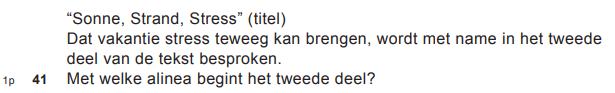 “Sonne, Strand, Stress” (titel)
Dat vakantie stress teweeg kan brengen, wordt met name in het tweede
deel van de tekst besproken.
1p 41 Met welke alinea begint het tweede deel?